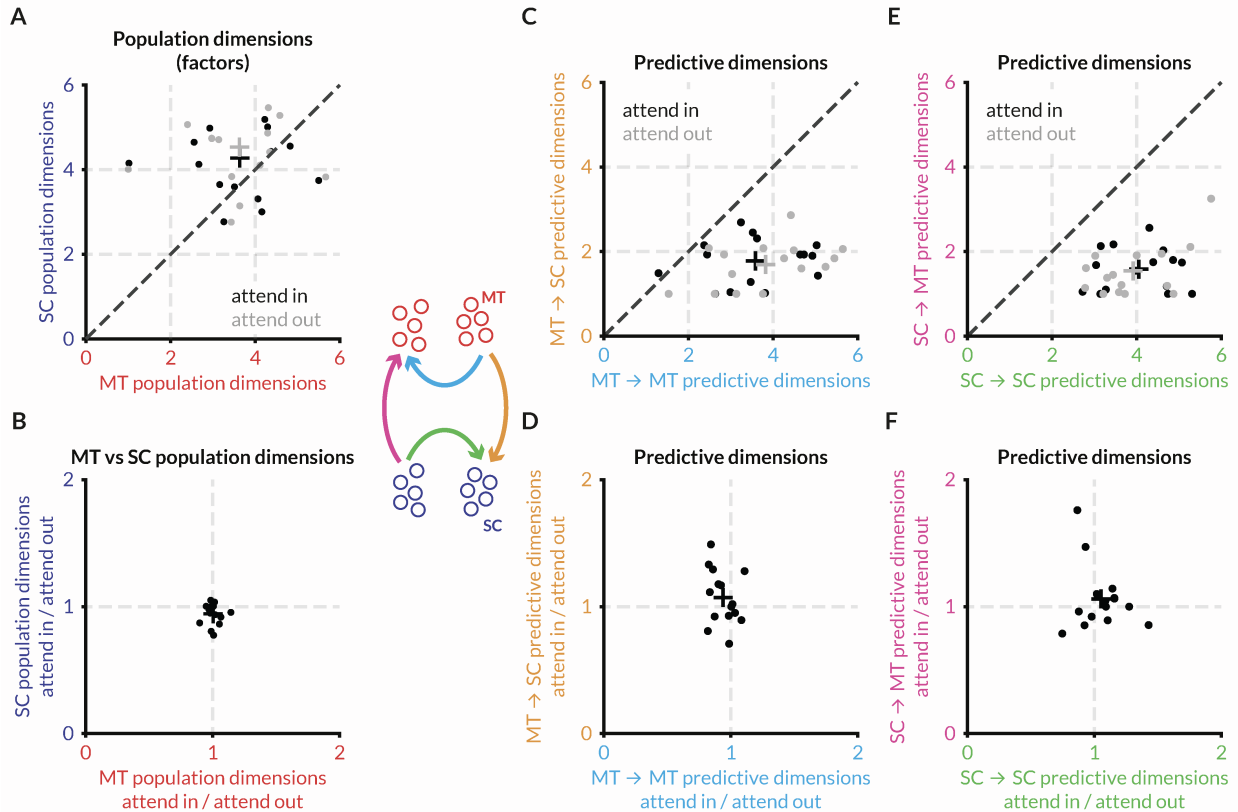 A
Population dimensions
(factors)
SC population dimensions
6
4
2
0
attend in
attend out
0
2
4
6
MT population dimensions
B
MT vs SC population dimensions
SC population dimensions
attend in / attend out
2
1
0
0
1
2
MT population dimensions
attend in / attend out
MT
SC
C
Predictive dimensions
MT → SC predictive dimensions
6
4
2
0
attend in
attend out
0
2
4
6
MT → MT predictive dimensions
D
Predictive dimensions
MT → SC predictive dimensions
attend in / attend out
2
1
0
0
1
2
MT → MT predictive dimensions
attend in / attend out
E
Predictive dimensions
SC → MT predictive dimensions
6
4
2
0
attend in
attend out
0
2
4
6
SC → SC predictive dimensions
F
Predictive dimensions
SC → MT predictive dimensions
attend in / attend out
2
1
0
0
1
2
SC → SC predictive dimensions
attend in / attend out